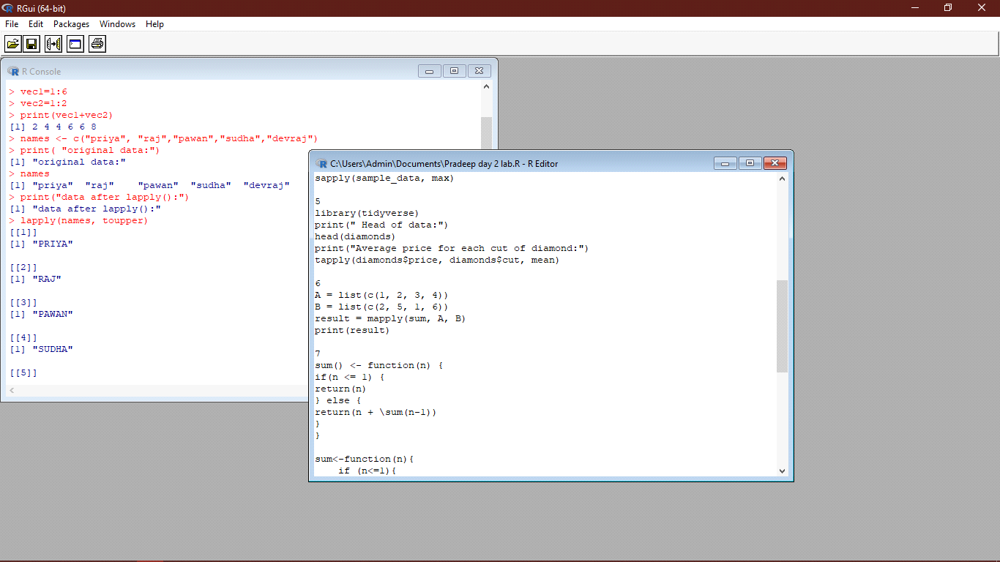 RGui (64-bit)
File Edit Packages Windows Help
R Console
> vec1=1:6
> vec2=1:2
> print(vec1+vec2)
[1] 2 4 4 6 6 8
> names <- c("priya", "raj","pawan","sudha","devraj")
> print( "original data:")
[1] "original data:"
> names
[1] "priya"  "raj"    "pawan"  "sudha"  "devraj"
> print("data after lapply():")
[1] "data after lapply():"
> lapply(names, toupper)
[[1]]
[1] "PRIYA"
[[2]]
[1] "RAJ"
[[3]]
[1] "PAWAN"
[[4]]
[1] "SUDHA"
[[5]]
C:\Users\Admin\Documents\Pradeep day 2 lab.R - R Editor
sapply(sample_data, max)
5
library(tidyverse)
print(" Head of data:")
head(diamonds)
print("Average price for each cut of diamond:")
tapply(diamonds$price, diamonds$cut, mean)
6
A = list(c(1, 2, 3, 4))
B = list(c(2, 5, 1, 6))
result = mapply(sum, A, B)
print(result)
7
sum() <- function(n) {
if(n <= 1) {
return(n)
} else {
return(n + \sum(n-1))
}
}
sum<-function(n){
    if (n<=1){